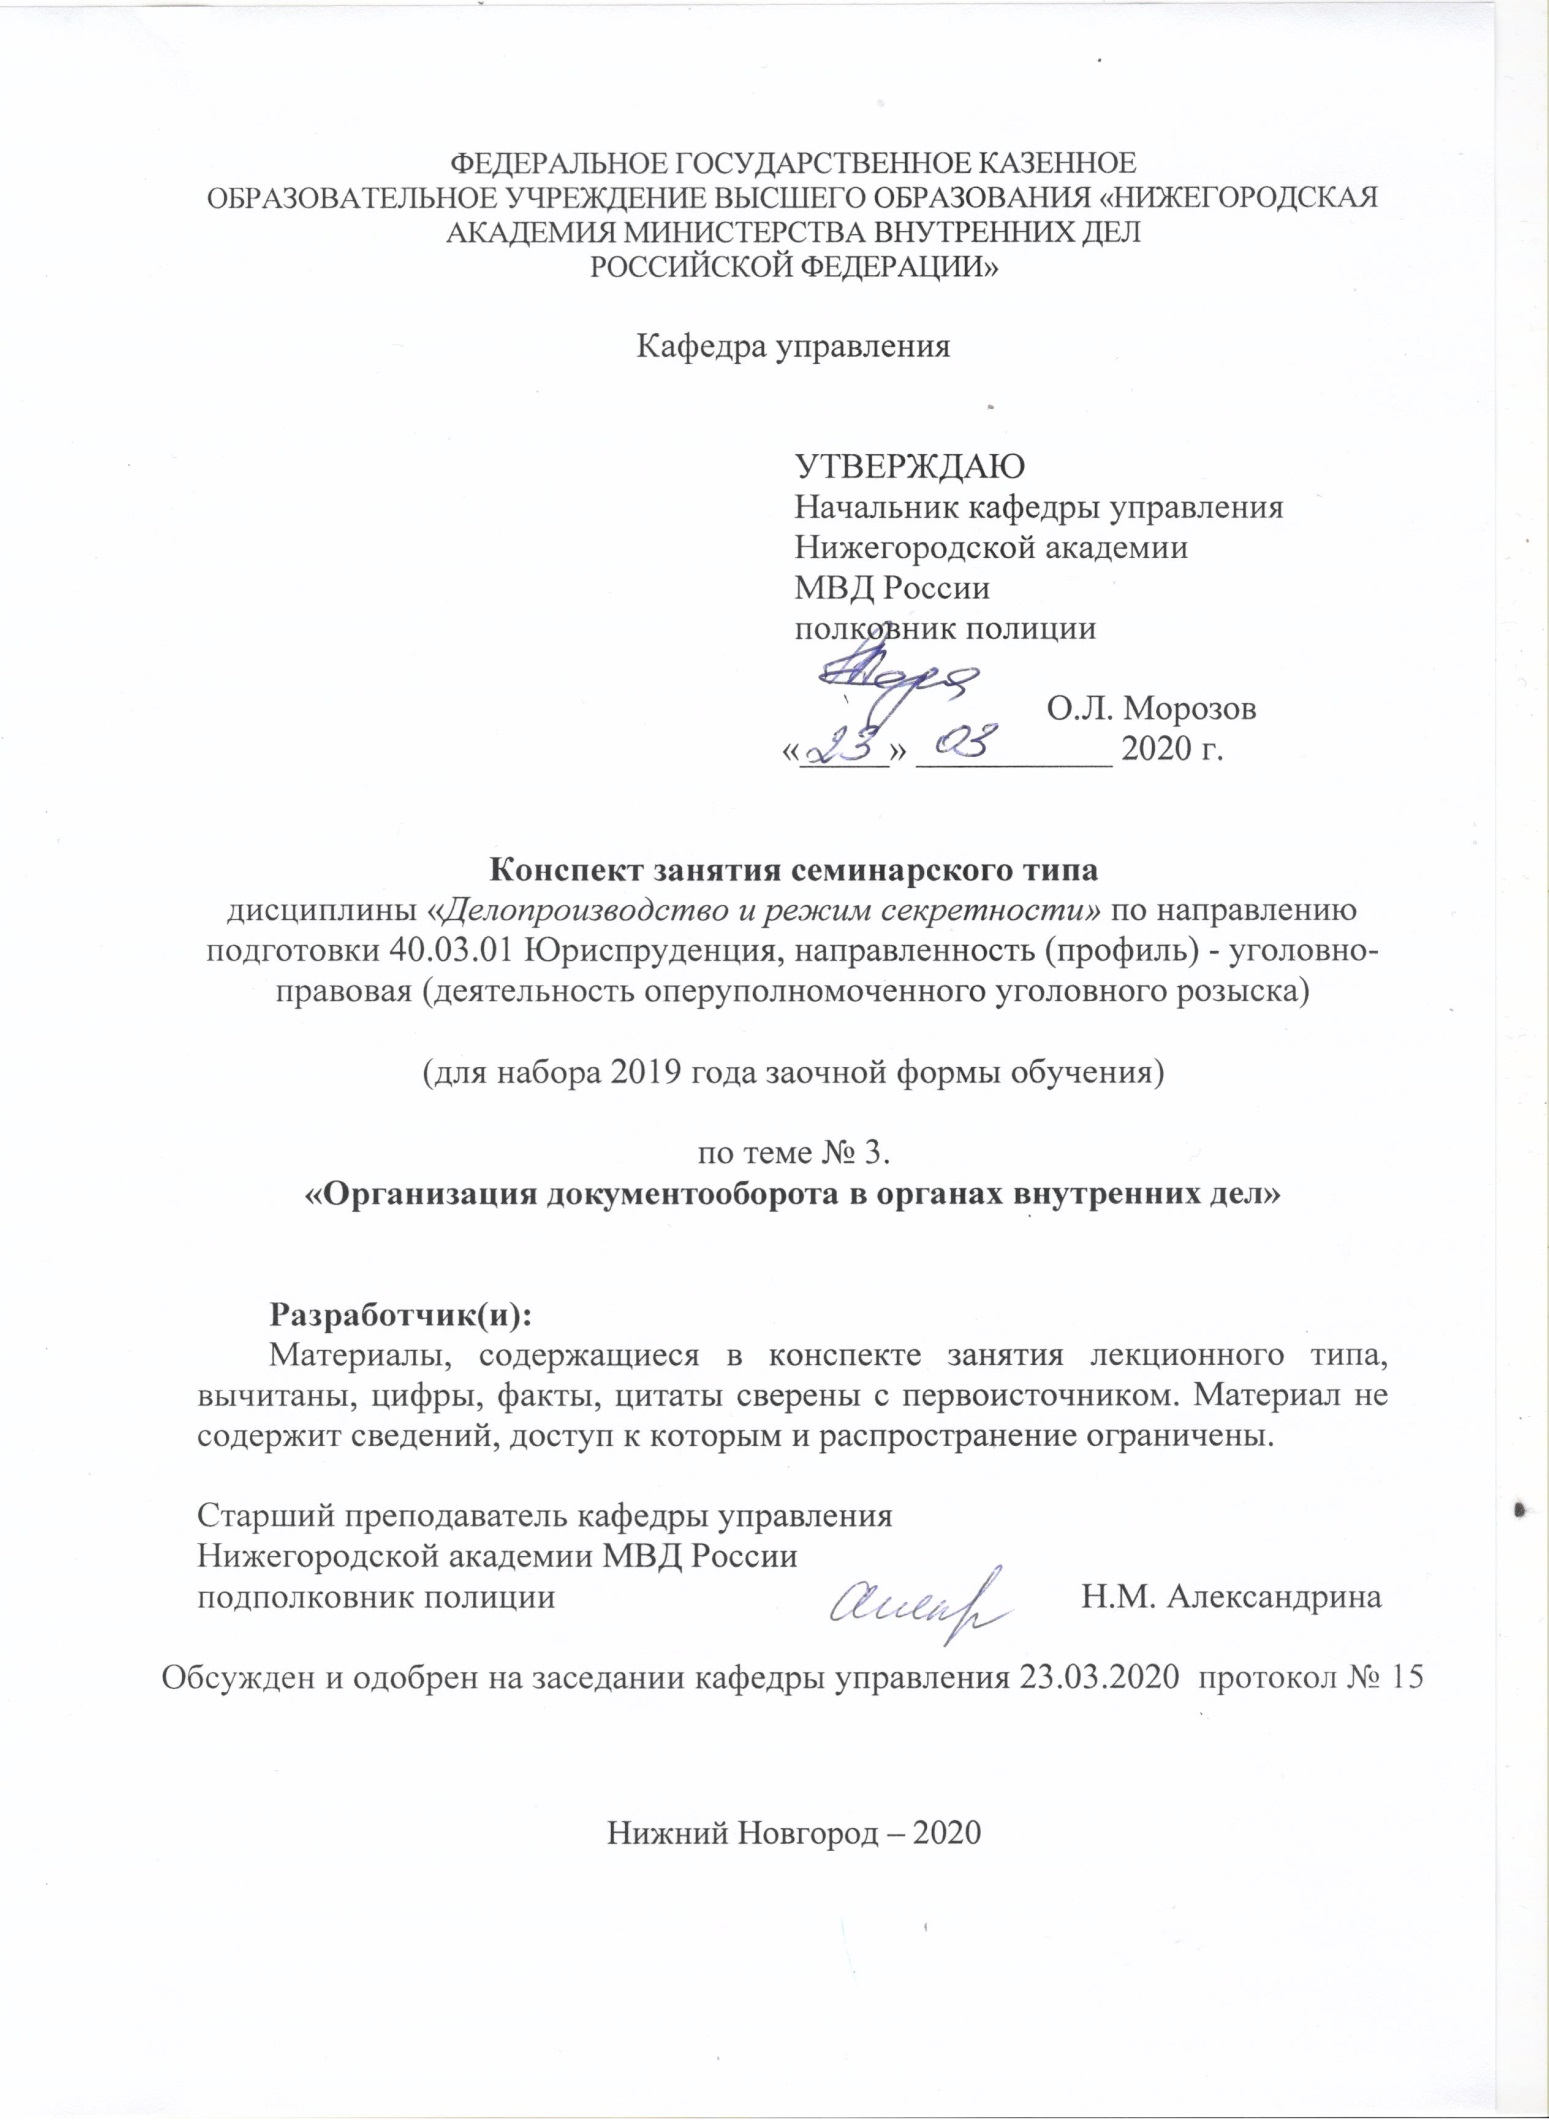 ФЕДЕРАЛЬНОЕ ГОСУДАРСТВЕННОЕ КАЗЕННОЕ
ОБРАЗОВАТЕЛЬНОЕ УЧРЕЖДЕНИЕ ВЫСШЕГО ОБРАЗОВАНИЯ «НИЖЕГОРОДСКАЯ
АКАДЕМИЯ МИНИСТЕРСТВА ВНУТРЕННИХ ДЕЛ
РОССИЙСКОЙ ФЕДЕРАЦИИ»
Кафедра управления
УТВЕРЖДАЮ
Начальник кафедры управления
Нижегородской академии
МВД России
полковник полиции
О.Л. Морозов
«23» 03 2020 г.
Конспект занятия семинарского типа
дисциплины «Делопроизводство и режим секретности» по направлению
подготовки 40.03.01 Юриспруденция, направленность (профиль) - уголовно-
правовая (деятельность оперуполномоченного уголовного розыска)
(для набора 2019 года заочной формы обучения)
по теме № 3.
«Организация документооборота в органах внутренних дел»
Разработчик(и):
Материалы, содержащиеся в конспекте занятия лекционного типа,
вычитаны, цифры, факты, цитаты сверены с первоисточником. Материал не
содержит сведений, доступ к которым и распространение ограничены.
Старший преподаватель кафедры управления
Нижегородской академии МВД России
подполковник полиции Н.М. Александрина
Обсужден и одобрен на заседании кафедры управления 23.03.2020 протокол № 15
Нижний Новгород – 2020